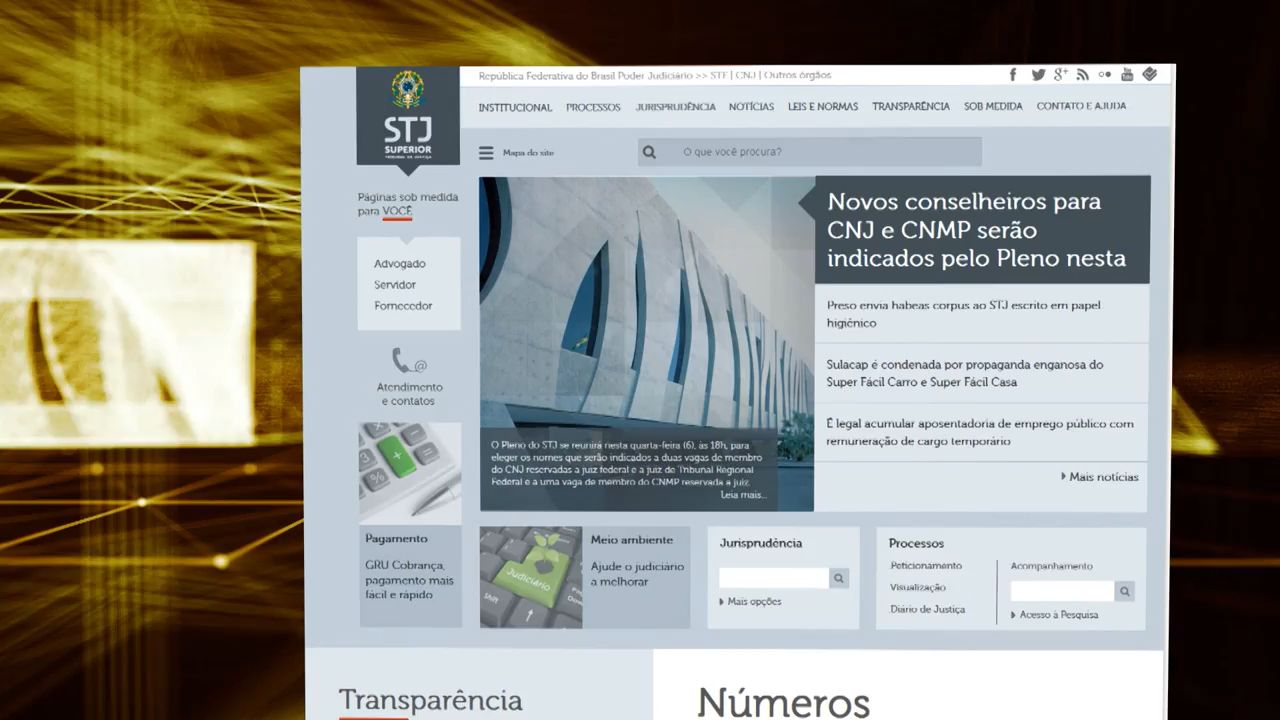 República Federativa do Brasil Poder Judiciário >> STF | CNJ | Outros órgãos
STJ
SUPERIOR
TRIBUNAL DE JUSTIÇA
INSTITUCIONAL PROCESSOS JURISPRUDÊNCIA NOTÍCIAS LEIS E NORMAS TRANSPARÊNCIA SOB MEDIDA CONTATO E AJUDA
Mapa do site
O que você procura?
Páginas sob medida
para VOCÊ
Advogado
Servidor
Fornecedor
Atendimento
e contatos
Novos conselheiros para
CNJ e CNMP serão
indicados pelo Pleno nesta
Preso envia habeas corpus ao STJ escrito em papel
higiênico
Sulacap é condenada por propaganda enganosa do
Super Fácil Carro e Super Fácil Casa
É legal acumular aposentadoria de emprego público com
remuneração de cargo temporário
Mais notícias
O Pleno do STJ se reunirá nesta quarta-feira (6), às 18h, para
eleger os nomes que serão indicados a duas vagas de membro
do CNJ reservadas a juiz federal e a juiz de Tribunal Regional
Federal e a uma vaga de membro do CNMP reservada a juiz
Leia mais...
Pagamento
GRU Cobrança,
pagamento mais
fácil e rápido
Judiciário
Shift
Meio ambiente
Ajude o judiciário
a melhorar
Jurisprudência
Mais opções
Processos
Peticionamento
Visualização
Diário de Justiça
Acompanhamento
Acesso à Pesquisa
Transparência
Números